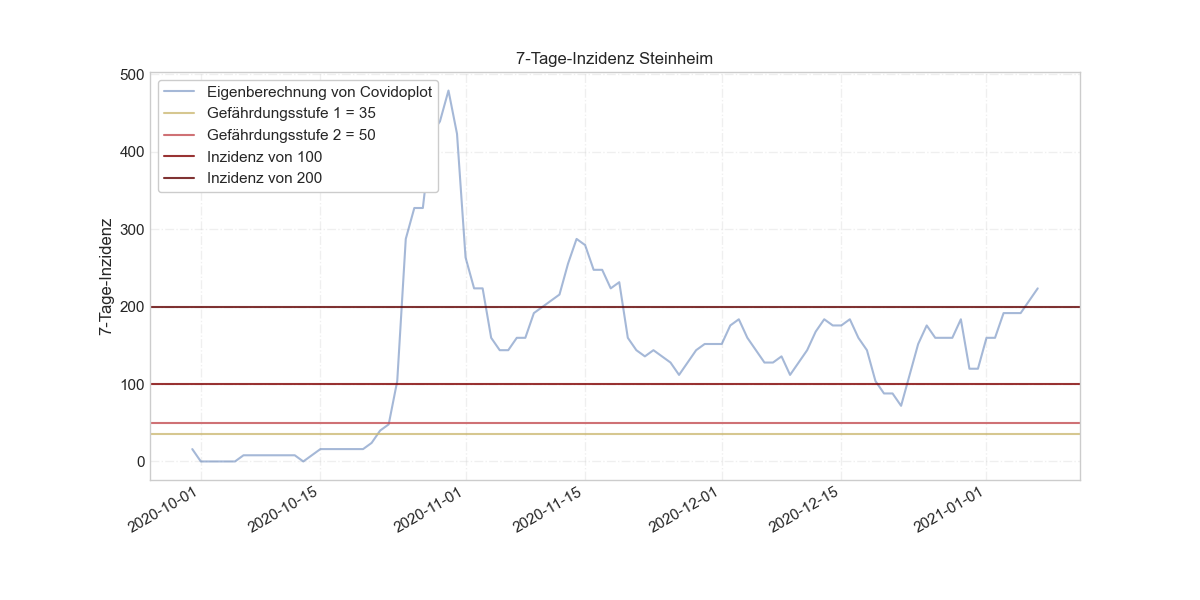 7-Tage-Inzidenz Steinheim
500
400
300
200
100
0
7-Tage-Inzidenz
Eigenberechnung von Covidoplot
Gefährdungsstufe 1 = 35
Gefährdungsstufe 2 = 50
Inzidenz von 100
Inzidenz von 200
2020-10-01
2020-10-15
2020-11-01
2020-11-15
2020-12-01
2020-12-15
2021-01-01